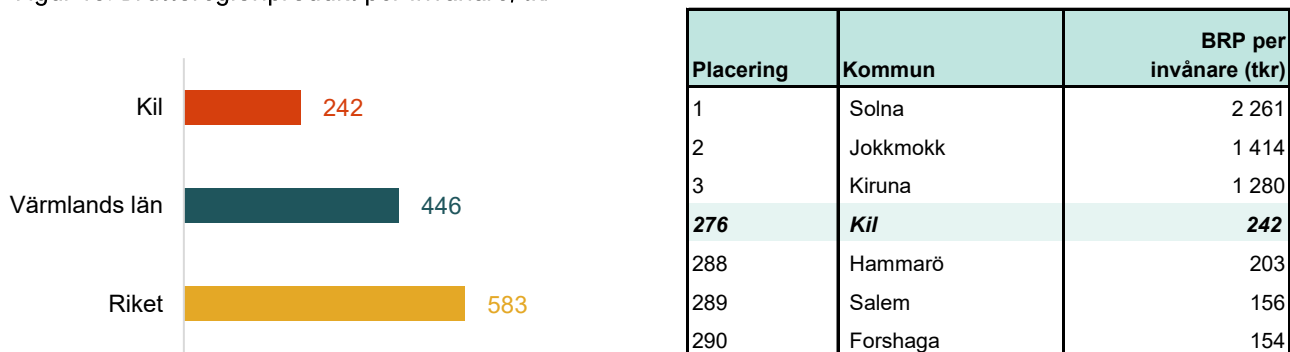 Kil 242
Värmlands län 446
Riket 583
Placering Kommun BRP per invånare (tkr)
1 Solna 2 261
2 Jokkmokk 1 414
3 Kiruna 1 280
276 Kil 242
288 Hammarö 203
289 Salem 156
290 Forshaga 154